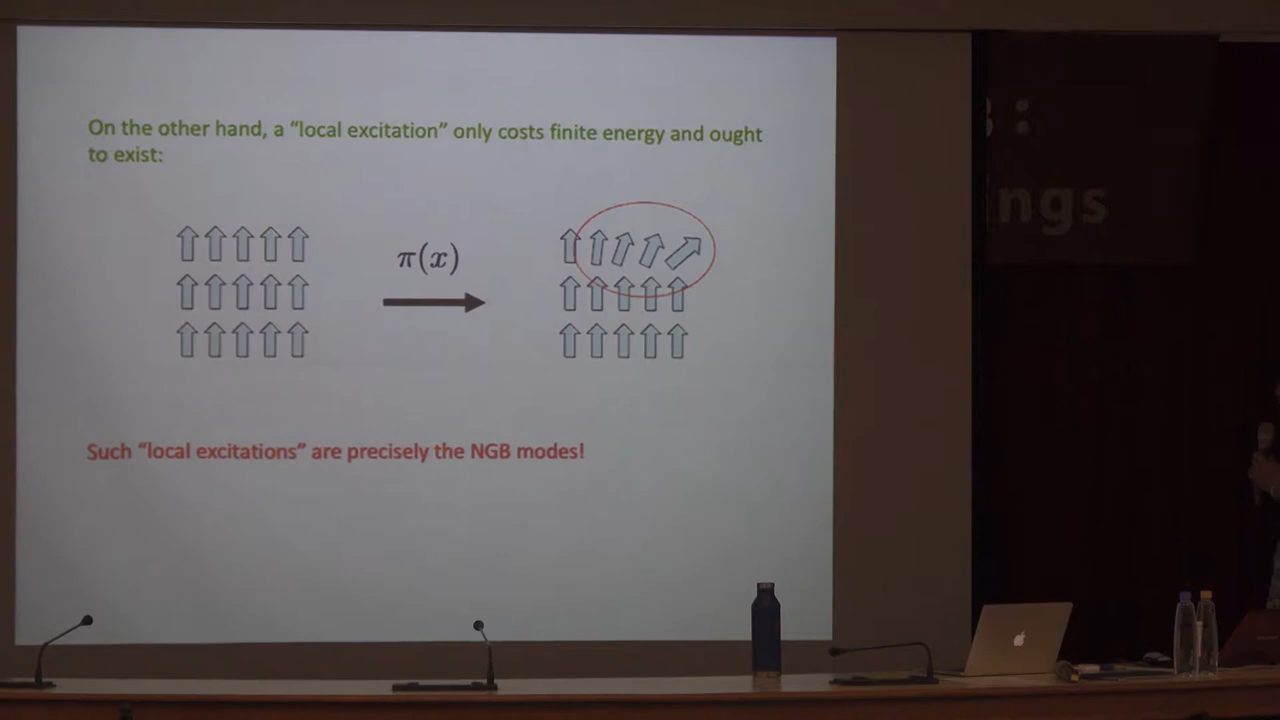 On the other hand, a “local excitation” only costs finite energy and ought
to exist:
π(x)
Such “local excitations” are precisely the NGB modes!
ngs